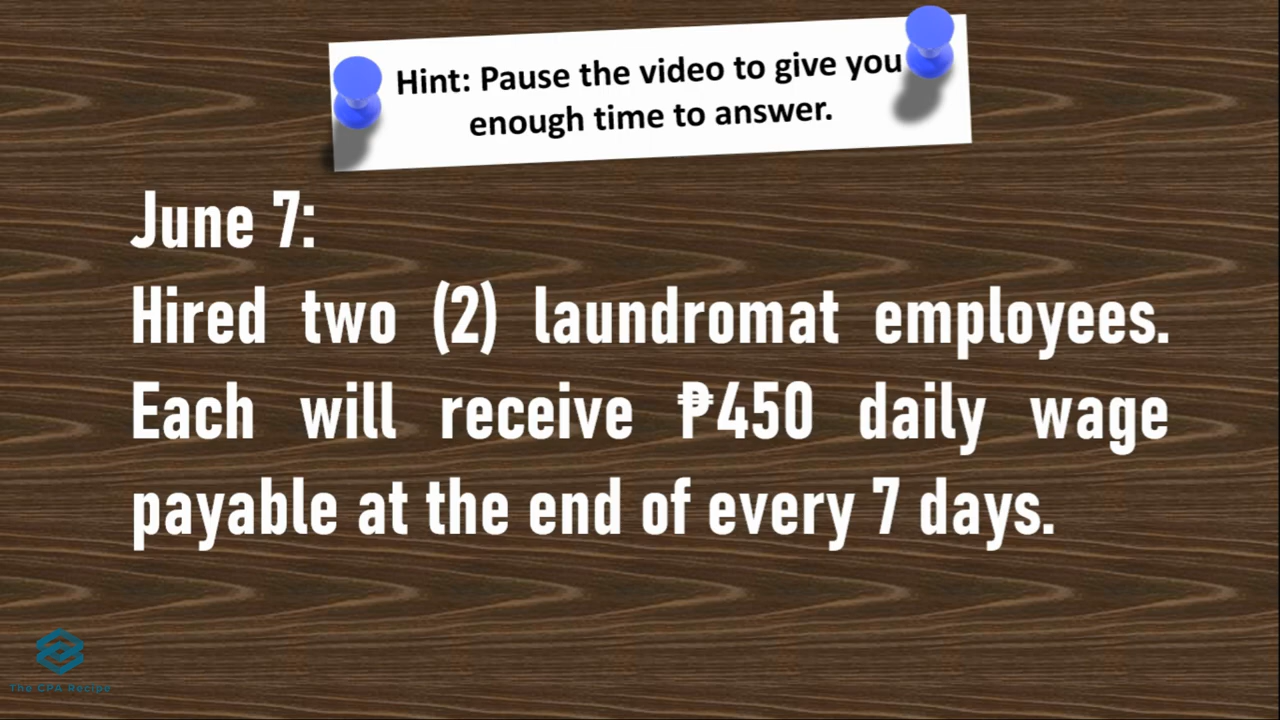 Hint: Pause the video to give you
enough time to answer.
June 7:
Hired two (2) laundromat employees.
Each will receive ₱450 daily wage
payable at the end of every 7 days.
The CPA Recipe